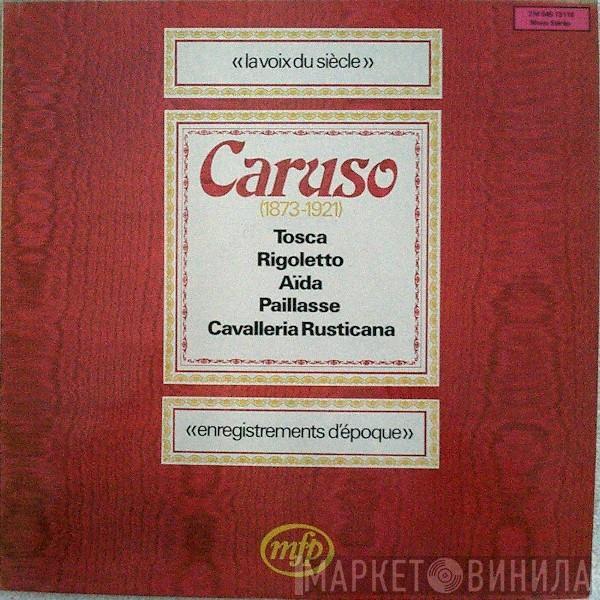 «la voix du siècle»
Caruso
(1873-1921)
Tosca
Rigoletto
Aïda
Paillasse
Cavalleria Rusticana
«enregistrements d'époque»
mfp
МАРКЕТ ВИНИЛА